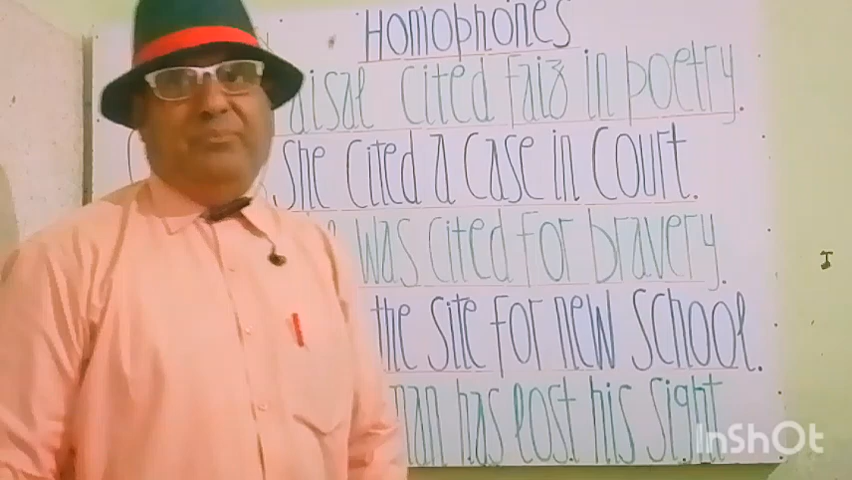 Homophones
aisal cited Faiz in poetry.
She cited a case in court.
was cited for bravery.
the site for new school.
man has lost his sight
InShOt